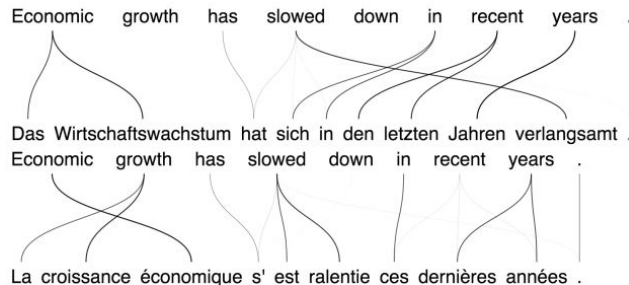 Economic growth has slowed down in recent years .
Das Wirtschaftswachstum hat sich in den letzten Jahren verlangsamt .
Economic growth has slowed down in recent years .
La croissance économique s' est ralentie ces dernières années .